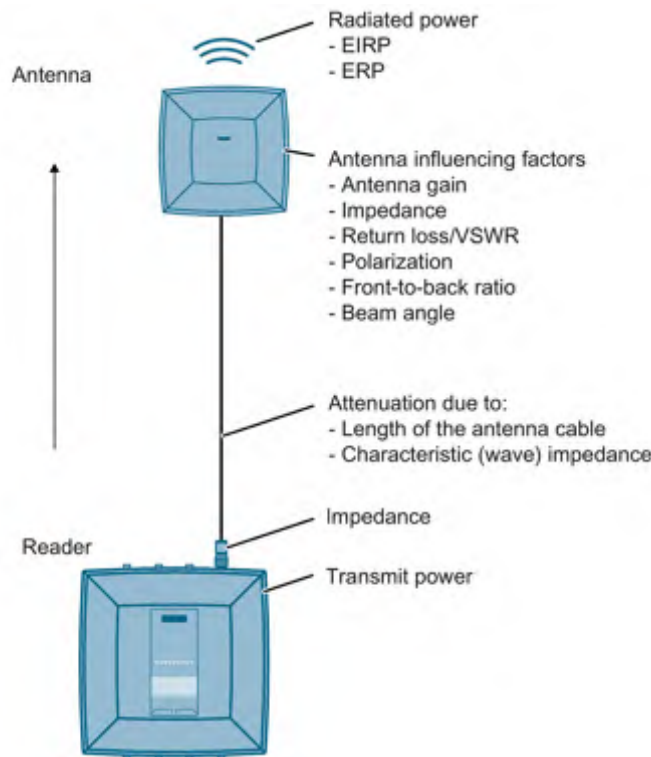 Radiated power
- EIRP
- ERP
Antenna
Antenna influencing factors
- Antenna gain
- Impedance
- Return loss/VSWR
- Polarization
- Front-to-back ratio
- Beam angle
Attenuation due to:
- Length of the antenna cable
- Characteristic (wave) impedance
Impedance
Reader
Transmit power